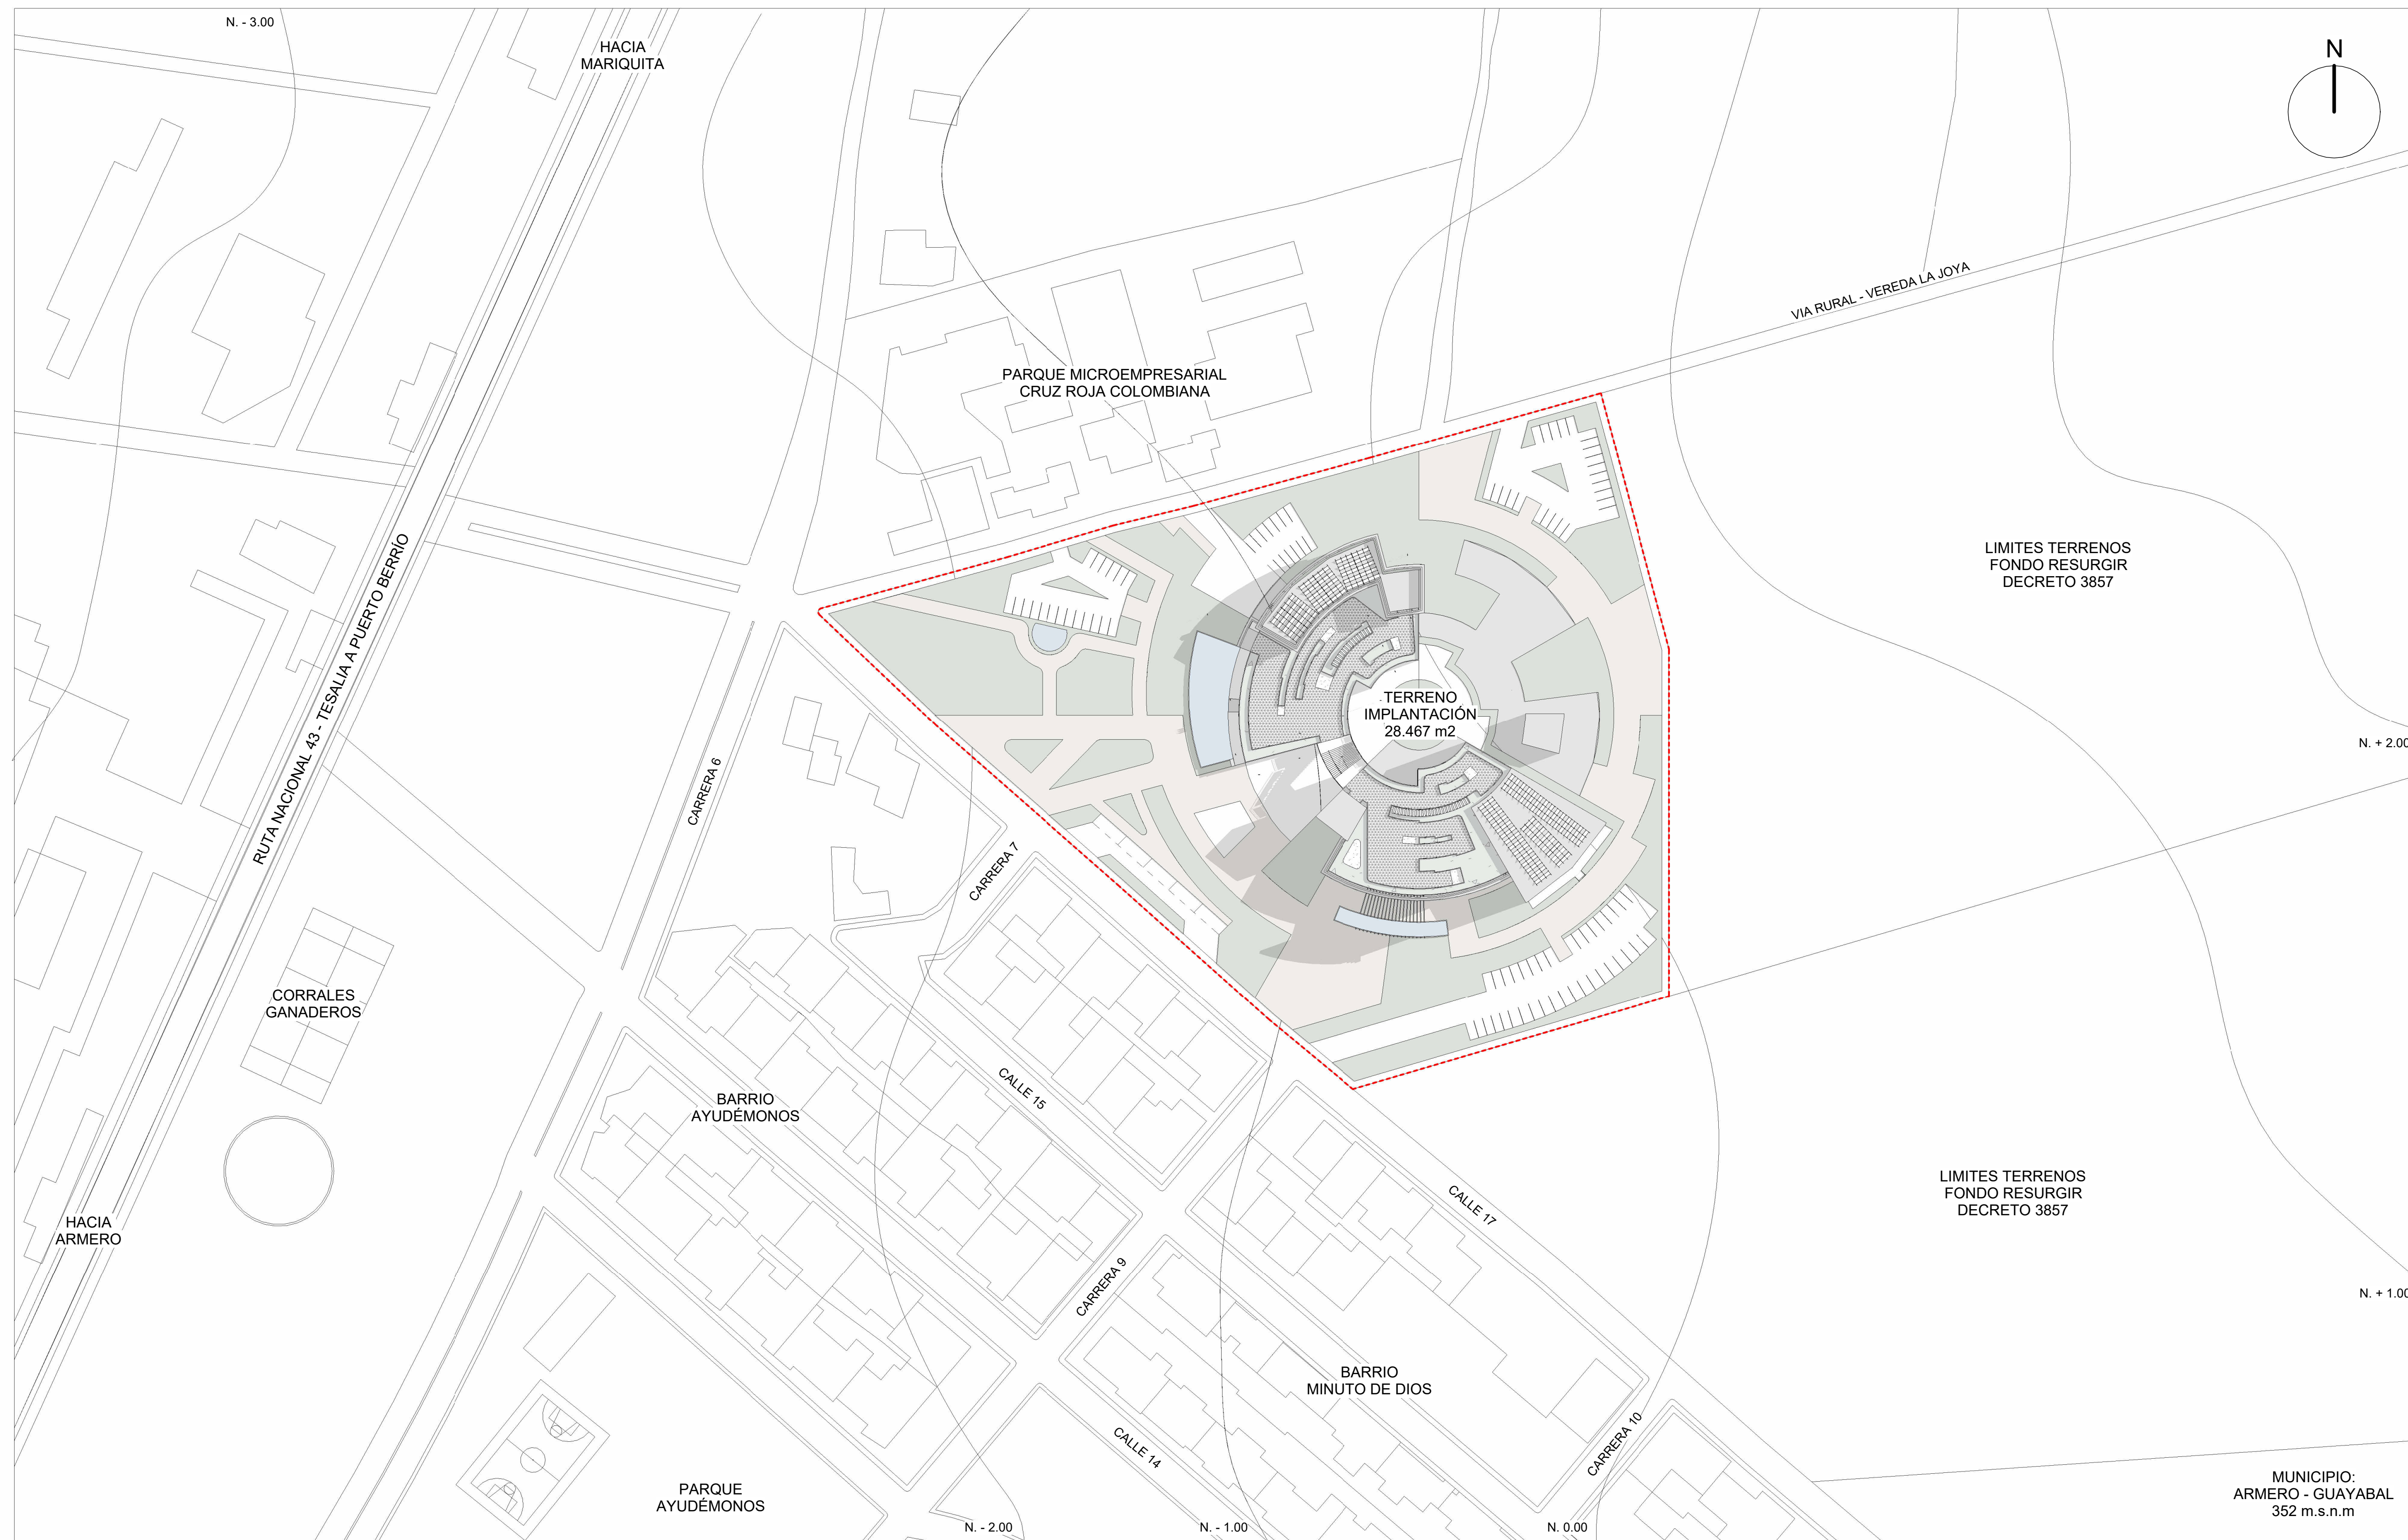 N. - 3.00
HACIA
MARIQUITA
N
VIA RURAL - VEREDA LA JOYA
PARQUE MICROEMPRESARIAL
CRUZ ROJA COLOMBIANA
LIMITES TERRENOS
FONDO RESURGIR
DECRETO 3857
RUTA NACIONAL 43 - TESALIA A PUERTO BERRÍO
TERRENO
IMPLANTACIÓN
28.467 m2
N. + 2.00
CARRERA 6
CARRERA 7
CORRALES
GANADEROS
BARRIO
AYUDÉMONOS
CALLE 15
HACIA
ARMERO
CALLE 17
LIMITES TERRENOS
FONDO RESURGIR
DECRETO 3857
CARRERA 9
N. + 1.00
BARRIO
MINUTO DE DIOS
CALLE 14
CARRERA 10
PARQUE
AYUDÉMONOS
MUNICIPIO:
ARMERO - GUAYABAL
352 m.s.n.m
N. - 2.00
N. - 1.00
N. 0.00